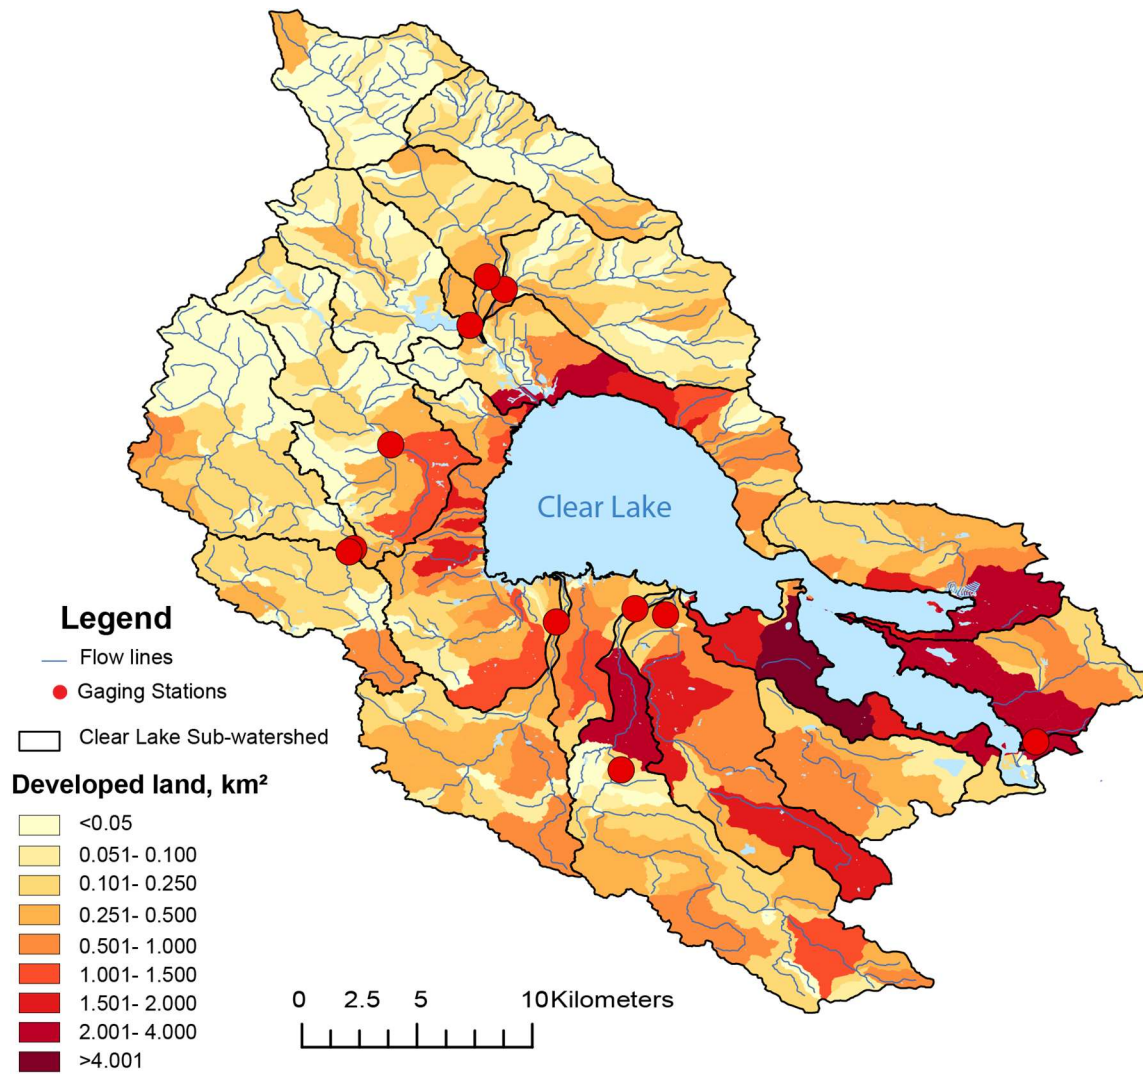 Clear Lake
Legend
Flow lines
Gaging Stations
Clear Lake Sub-watershed
Developed land, km²
<0.05
0.051- 0.100
0.101- 0.250
0.251- 0.500
0.501- 1.000
1.001- 1.500
1.501- 2.000
2.001- 4.000
>4.001
0 2.5 5 10Kilometers